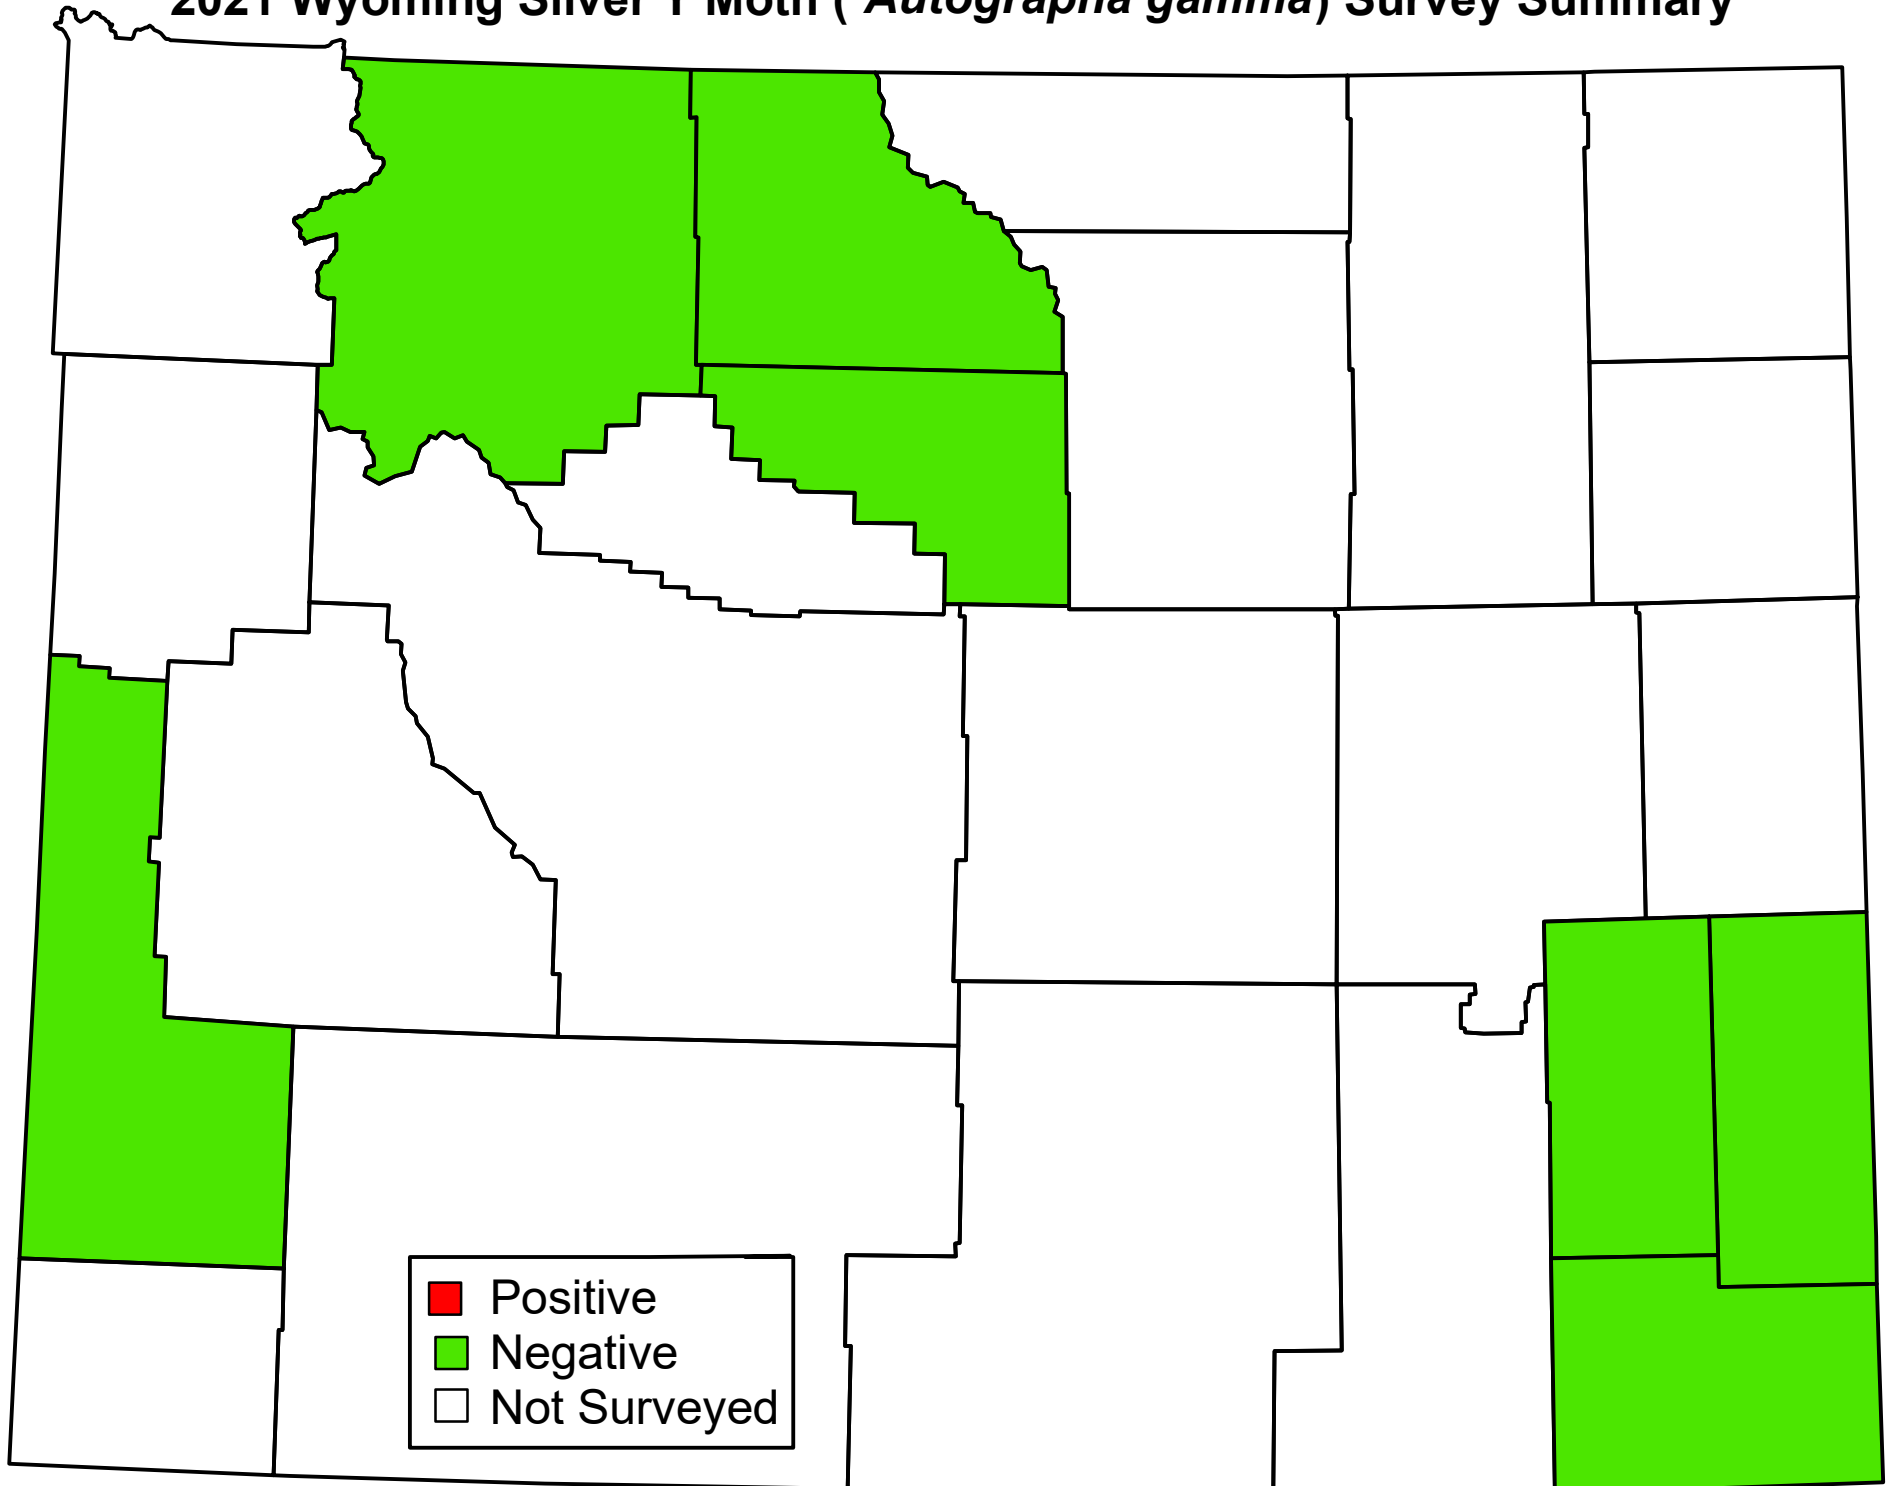 2021 Wyoming Silver Y Moth ( Autographa gamma) Survey Summary
Positive
Negative
Not Surveyed